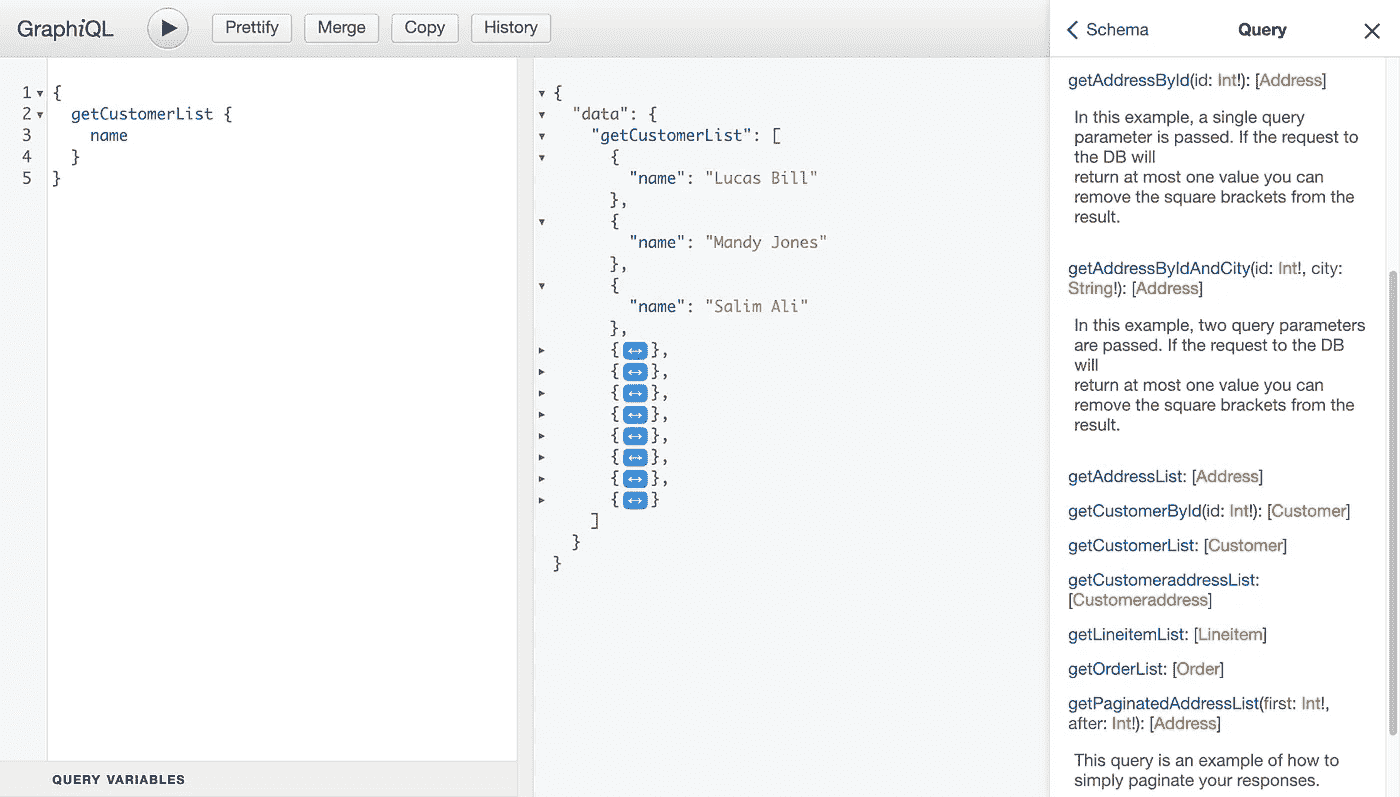 GraphiQL
Prettify
Merge
Copy
History
1 {
2 getCustomerList {
3 name
4 }
5 }
QUERY VARIABLES
{
"data": {
"getCustomerList": [
{
"name": "Lucas Bill"
},
{
"name": "Mandy Jones"
},
{
"name": "Salim Ali"
},
{↔},
{↔},
{↔},
{↔},
{↔},
{↔},
{↔},
{↔}
]
}
}
Schema
Query
getAddressById(id: Int!): [Address]
In this example, a single query
parameter is passed. If the request to
the DB will
return at most one value you can
remove the square brackets from the
result.
getAddressByIdAndCity(id: Int!, city:
String!): [Address]
In this example, two query parameters
are passed. If the request to the DB
will
return at most one value you can
remove the square brackets from the
result.
getAddressList: [Address]
getCustomerById(id: Int!): [Customer]
getCustomerList: [Customer]
getCustomeraddressList:
[Customeraddress]
getLineitemList: [Lineitem]
getOrderList: [Order]
getPaginatedAddressList(first: Int!,
after: Int!): [Address]
This query is an example of how to
simply paginate your responses.